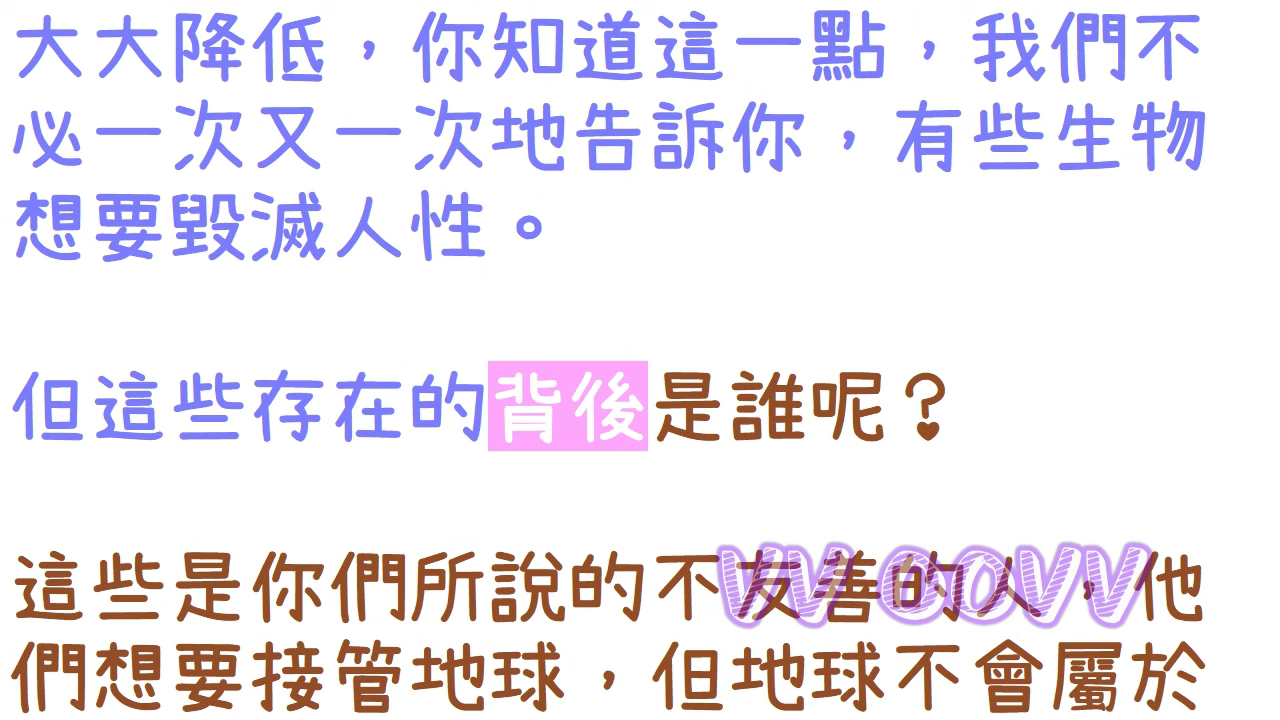 大大降低，你知道這一點，我們不
必一次又一次地告訴你，有些生物
想要毀滅人性。
但這些存在的背後是誰呢？
這些是你們所說的不友善的人，他
VV COVV
們想要接管地球，但地球不會屬於